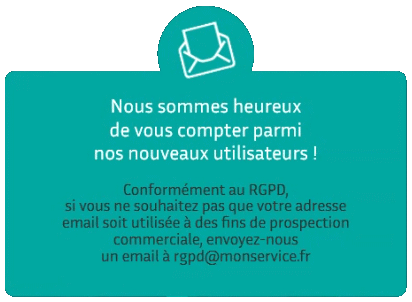 Nous sommes heureux
de vous compter parmi
nos nouveaux utilisateurs !
Conformément au RGPD,
si vous ne souhaitez pas que votre adresse
email soit utilisée à des fins de prospection
commerciale, envoyez-nous
un email à rgpd@monservice.fr